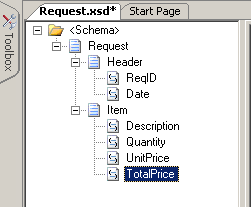 Request.xsd* Start Page
Toolbox
<Schema>
Request
Header
ReqID
Date
Item
Description
Quantity
UnitPrice
TotalPrice